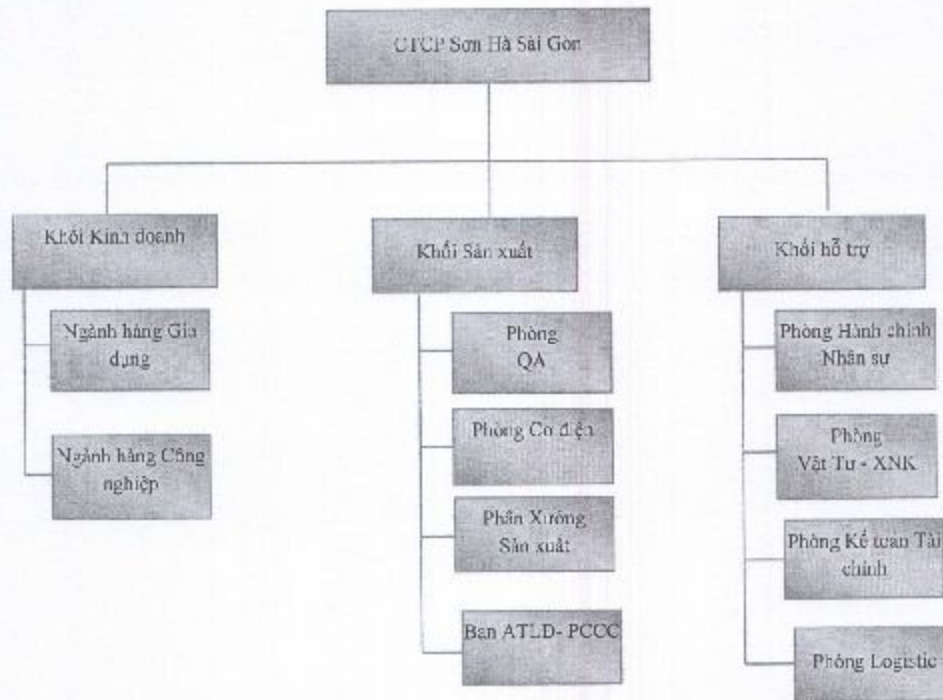 CTCP Sơn Hà Sài Gòn
Khối Kinh doanh
Ngành hàng Gia
dụng
Ngành hàng Công
nghiệp
Khối Sản xuất
Phòng
QA
Phòng Cơ điện
Phân Xưởng
Sản xuất
Ban ATLD- PCCC
Khối hỗ trợ
Phòng Hành chính
Nhân sự
Phòng
Vật Tư - XNK
Phòng Kế toán Tài
chính
Phòng Logistic